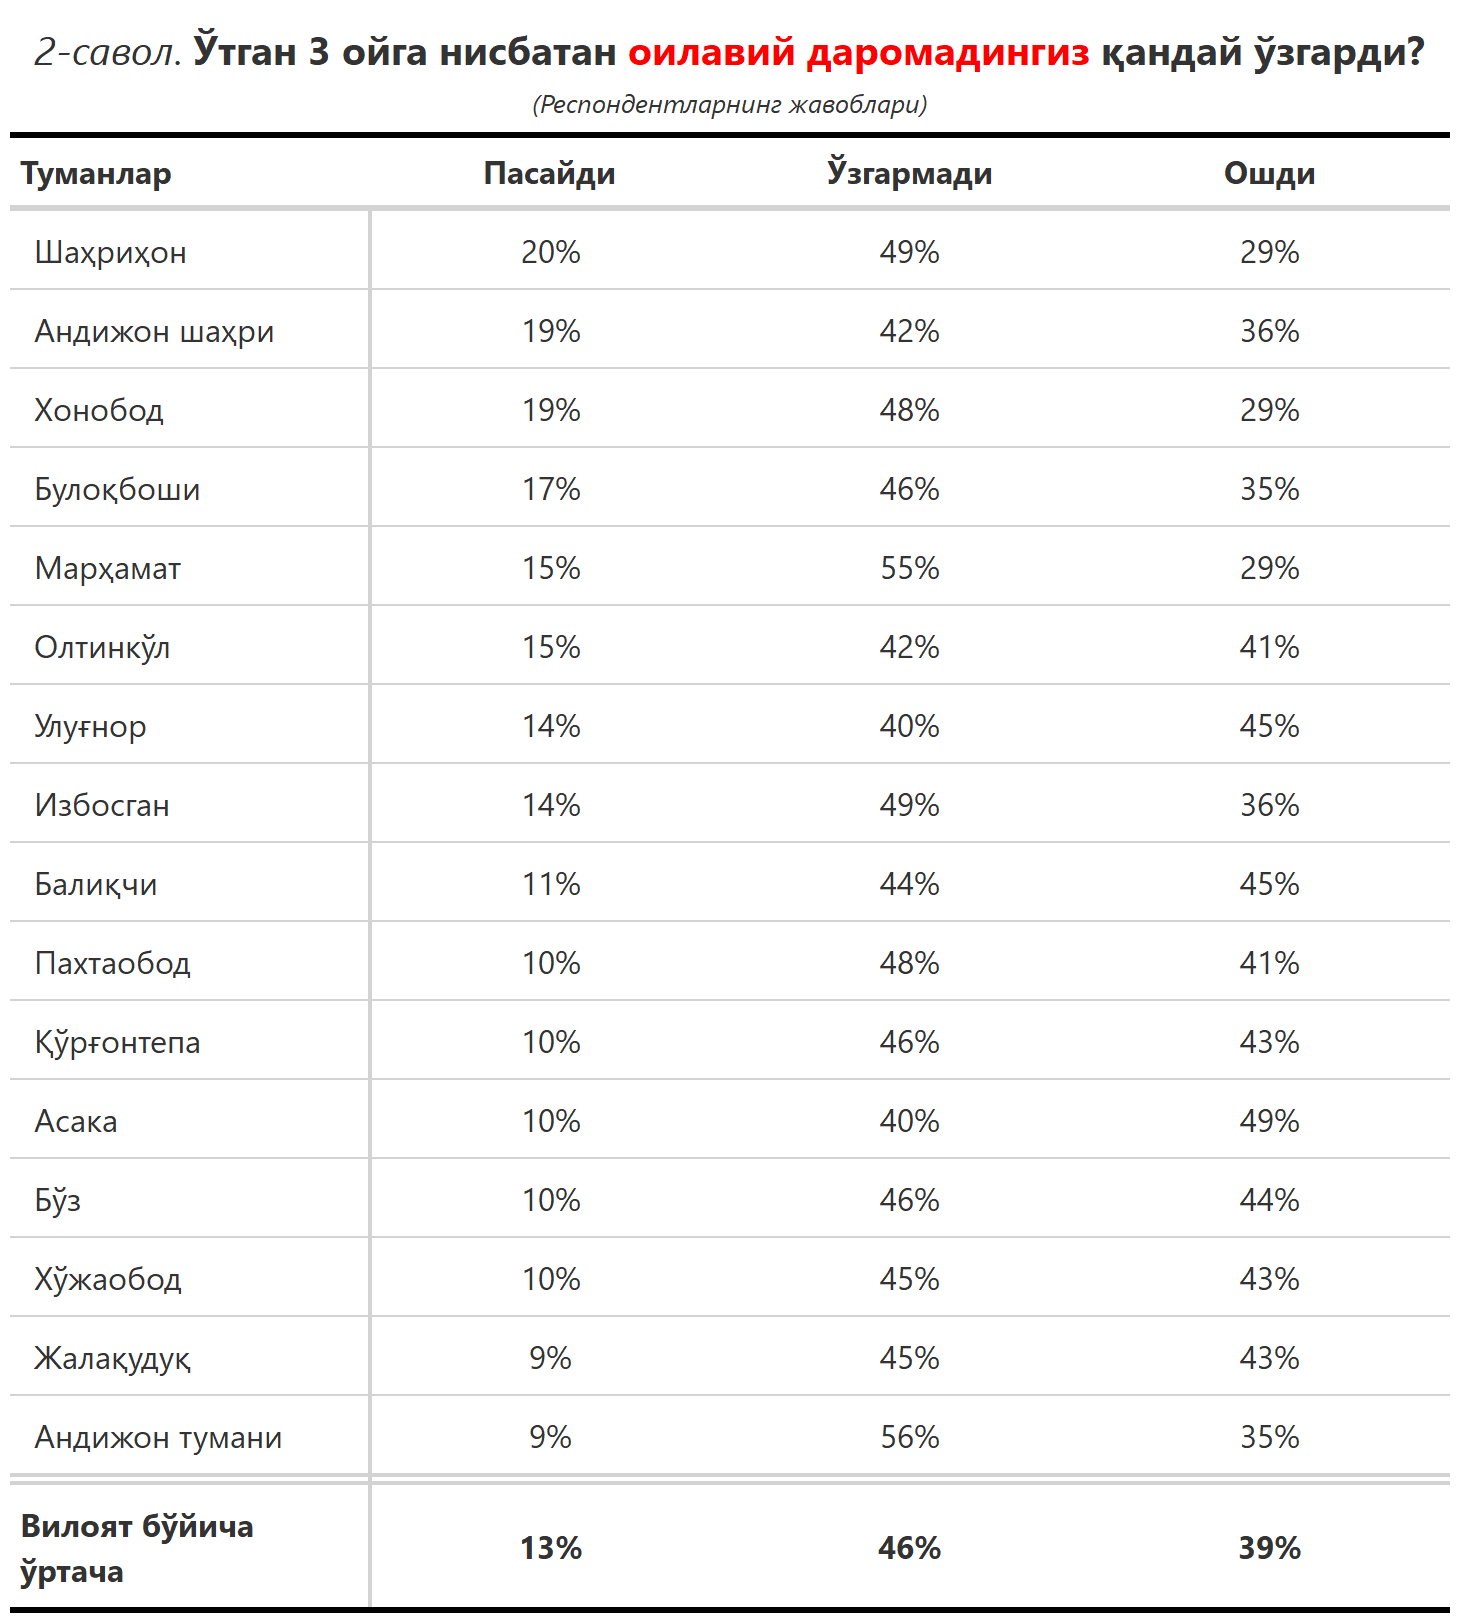 2-савол. Ўтган 3 ойга нисбатан оилавий даромадингиз қандай ўзгарди?
(Респондентларнинг жавоблари)
Туманлар Пасайди Ўзгармади Ошди
Шаҳриҳон 20% 49% 29%
Андижон шаҳри 19% 42% 36%
Хонобод 19% 48% 29%
Булоқбоши 17% 46% 35%
Марҳамат 15% 55% 29%
Олтинкўл 15% 42% 41%
Улуғнор 14% 40% 45%
Избосган 14% 49% 36%
Балиқчи 11% 44% 45%
Пахтаобод 10% 48% 41%
Қўрғонтепа 10% 46% 43%
Асака 10% 40% 49%
Бўз 10% 46% 44%
Хўжаобод 10% 45% 43%
Жалақудуқ 9% 45% 43%
Андижон тумани 9% 56% 35%
Вилоят бўйича
ўртача 13% 46% 39%